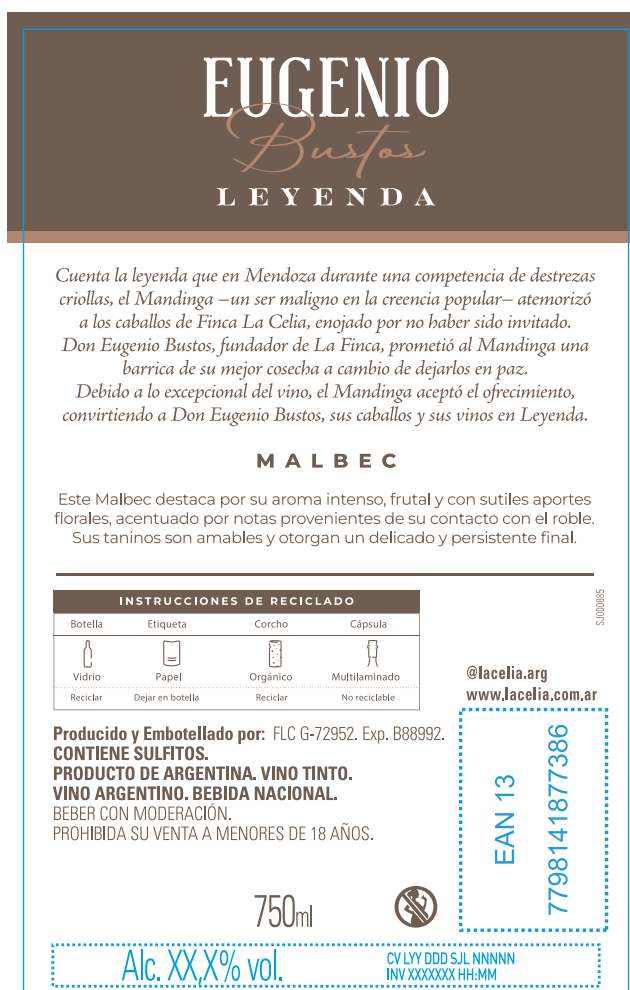 EUGENIO
Bustos
LEYENDA
Cuenta la leyenda que en Mendoza durante una competencia de destrezas
criollas, el Mandinga –un ser maligno en la creencia popular– atemorizó
a los caballos de Finca La Celia, enojado por no haber sido invitado.
Don Eugenio Bustos, fundador de La Finca, prometió al Mandinga una
barrica de su mejor cosecha a cambio de dejarlos en paz.
Debido a lo excepcional del vino, el Mandinga aceptó el ofrecimiento,
convirtiendo a Don Eugenio Bustos, sus caballos y sus vinos en Leyenda.
MALBEC
Este Malbec destaca por su aroma intenso, frutal y con sutiles aportes
florales, acentuado por notas provenientes de su contacto con el roble.
Sus taninos son amables y otorgan un delicado y persistente final.
INSTRUCCIONES DE RECICLADO
Botella Etiqueta Corcho Cápsula
Vidrio Papel Orgánico Multilaminado
Reciclar Dejar en botella Reciclar No reciclable
SJ000885
@lacelia.arg
www.lacelia.com.ar
Producido y Embotellado por: FLC G-72952. Exp. B88992.
CONTIENE SULFITOS.
PRODUCTO DE ARGENTINA. VINO TINTO.
VINO ARGENTINO. BEBIDA NACIONAL.
BEBER CON MODERACIÓN.
PROHIBIDA SU VENTA A MENORES DE 18 AÑOS.
EAN 13
7798141877386
750ml
Alc. XX,X% vol.
CV LYY DDD SJL NNNNN
INV XXXXXXX HH:MM